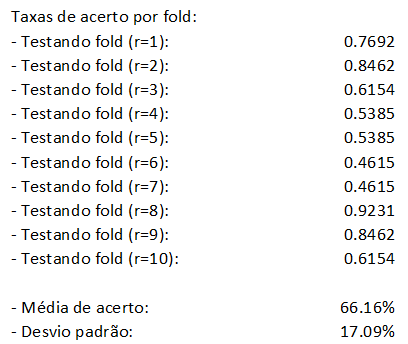 Taxas de acerto por fold:
- Testando fold (r=1): 0.7692
- Testando fold (r=2): 0.8462
- Testando fold (r=3): 0.6154
- Testando fold (r=4): 0.5385
- Testando fold (r=5): 0.5385
- Testando fold (r=6): 0.4615
- Testando fold (r=7): 0.4615
- Testando fold (r=8): 0.9231
- Testando fold (r=9): 0.8462
- Testando fold (r=10): 0.6154
- Média de acerto: 66.16%
- Desvio padrão: 17.09%